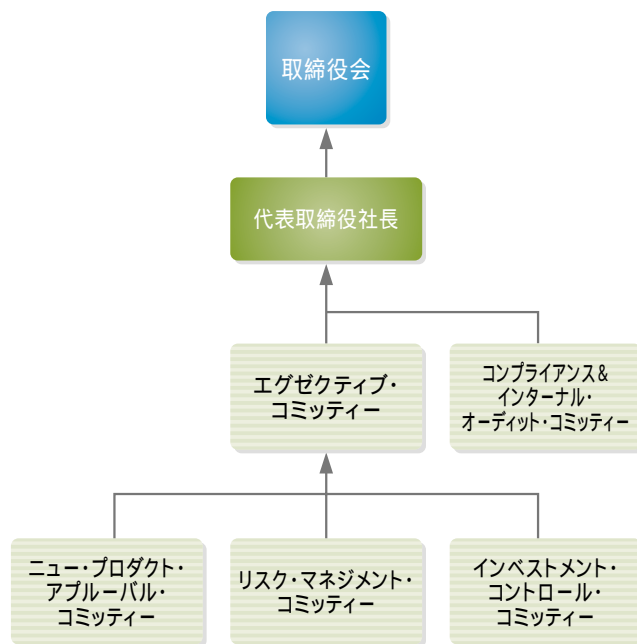 取締役会
代表取締役社長
エグゼクティブ・
コミッティー
コンプライアンス&
インターナル・
オーディット・コミッティー
ニュー・プロダクト・
アプルーバル・
コミッティー
リスク・マネジメント・
コミッティー
インベストメント・
コントロール・
コミッティー